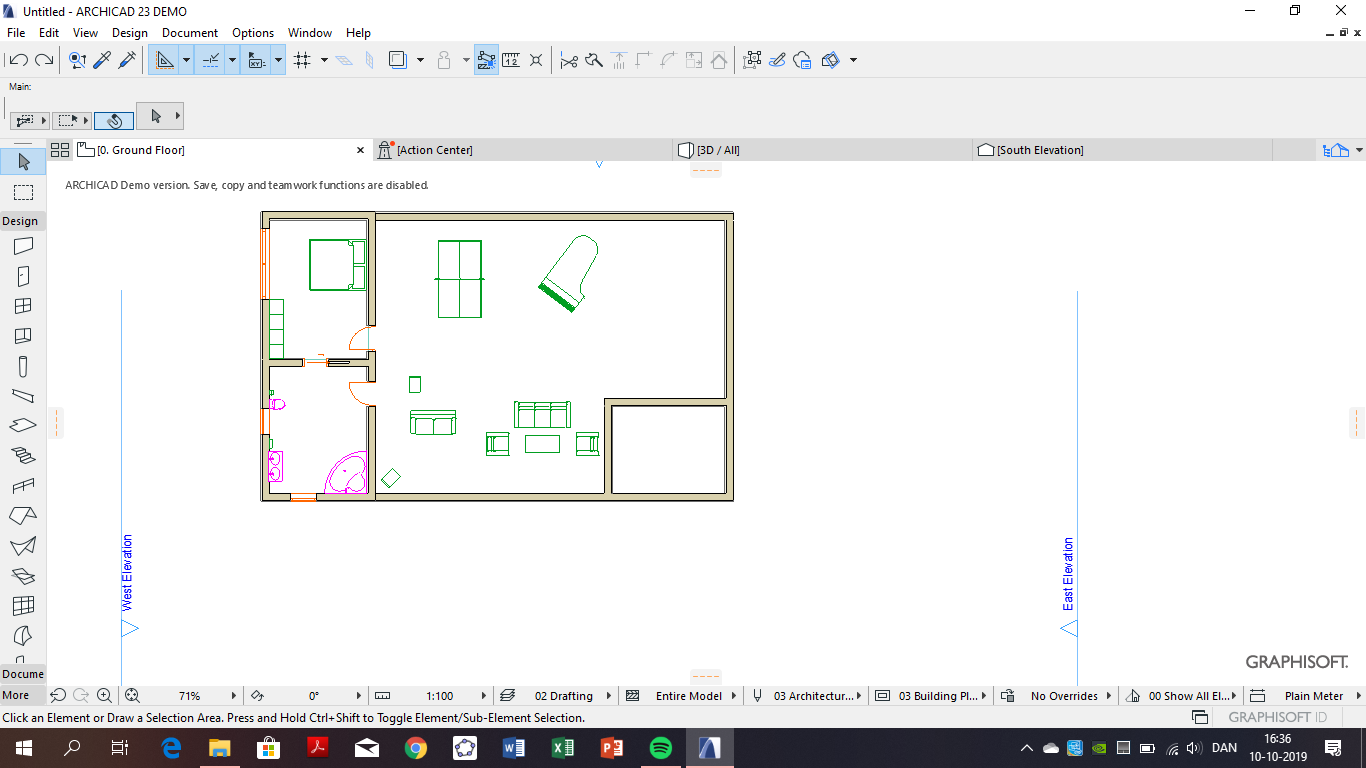 Untitled - ARCHICAD 23 DEMO
File Edit View Design Document Options Window Help
Main:
[0. Ground Floor] [Action Center] [3D / All] [South Elevation]
ARCHICAD Demo version. Save, copy and teamwork functions are disabled.
Design
West Elevation
East Elevation
GRAPHISOFT.
Docume
More 71% 0° 1:100 02 Drafting Entire Model 03 Architectur... 03 Building Pl... No Overrides 00 Show All El... Plain Meter
Click an Element or Draw a Selection Area. Press and Hold Ctrl+Shift to Toggle Element/Sub-Element Selection.
GRAPHISOFT ID
DAN
16:36
10-10-2019